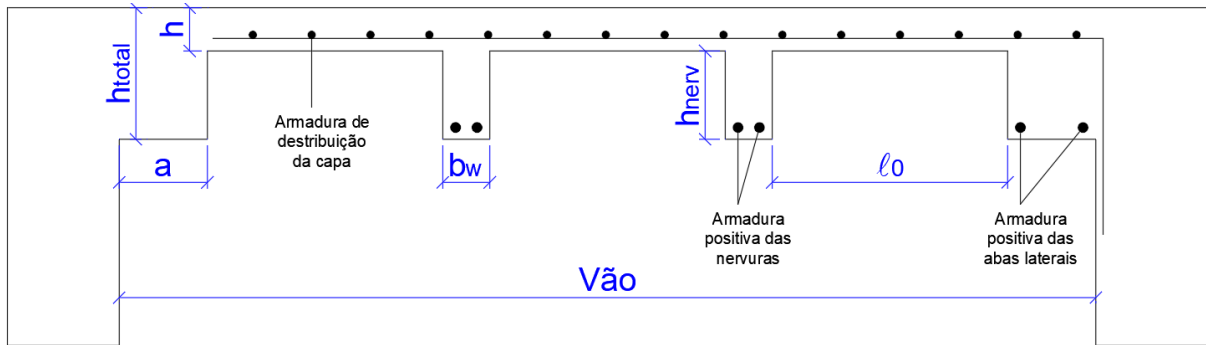 h
htotal
hnerv
Armadura de
destribuição
da capa
a
bw
ℓ0
Armadura
positiva das
nervuras
Armadura
positiva das
abas laterais
Vão